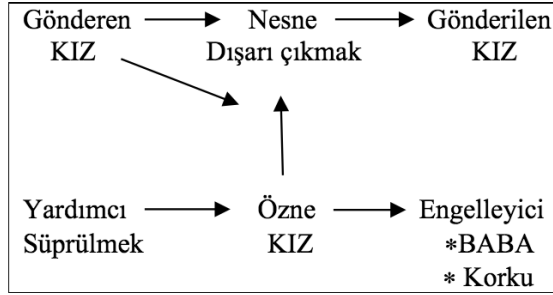 Gönderen Nesne Gönderilen
KIZ Dışarı çıkmak KIZ
Yardımcı Özne Engelleyici
Süprülmek KIZ *BABA
* Korku